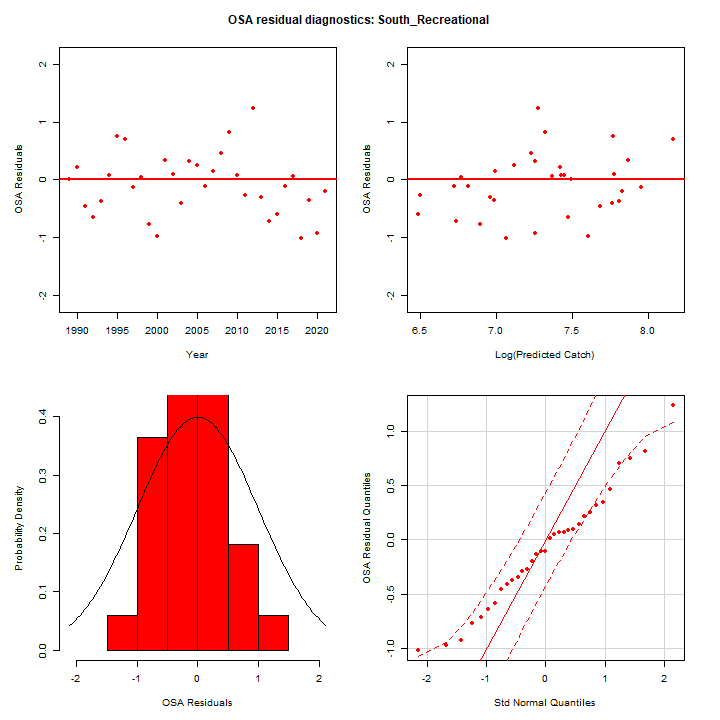 OSA residual diagnostics: South_Recreational
OSA Residuals
2
1
0
-1
-2
1990 1995 2000 2005 2010 2015 2020
Year
OSA Residuals
2
1
0
-1
-2
6.5 7.0 7.5 8.0
Log(Predicted Catch)
Probability Density
0.4
0.3
0.2
0.1
0.0
-2 -1 0 1 2
OSA Residuals
OSA Residual Quantiles
1.0
0.5
0.0
-0.5
-1.0
-2 -1 0 1 2
Std Normal Quantiles